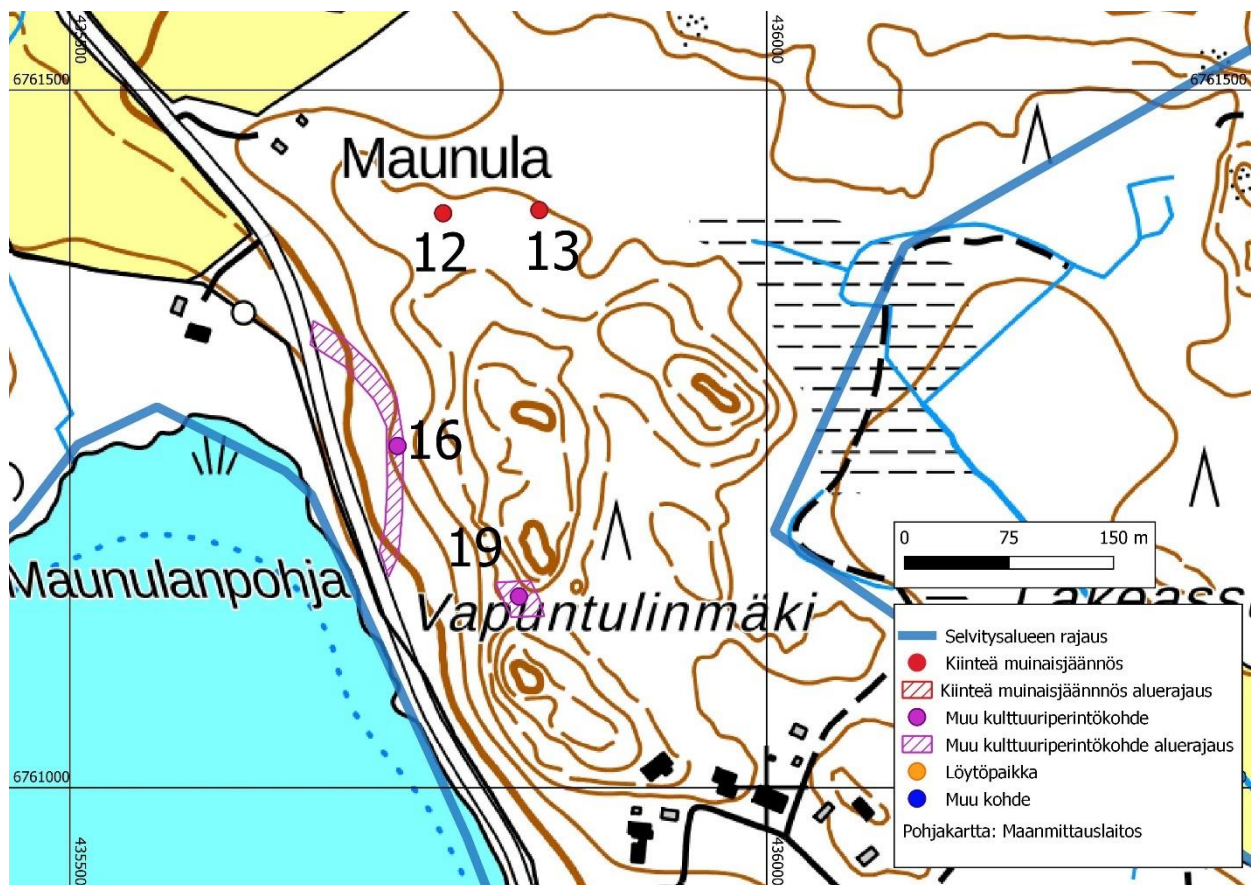 435500
436000
6761500
6761500
Maunula
12
13
16
19
Maunulanpohja
Vapuntulinmäki
0 75 150 m
Selvitysalueen rajaus
Kiinteä muinaisjäännös
Kiinteä muinaisjäännnös aluerajaus
Muu kulttuuriperintökohde
Muu kulttuuriperintökohde aluerajaus
Löytöpaikka
Muu kohde
Pohjakartta: Maanmittauslaitos
6761000
435500
436000